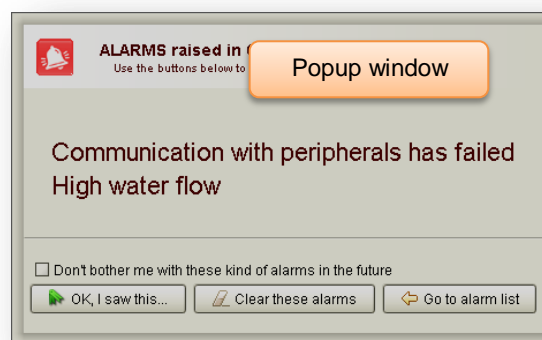 ALARMS raised in
Use the buttons below to
Popup window
Communication with peripherals has failed
High water flow
Don't bother me with these kind of alarms in the future
OK, I saw this...
Clear these alarms
Go to alarm list